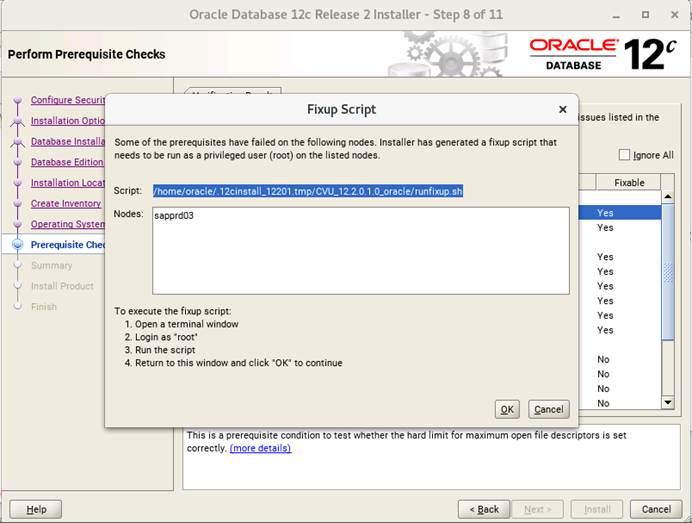 Oracle Database 12c Release 2 Installer - Step 8 of 11
Perform Prerequisite Checks
ORACLE
DATABASE
12c
Configure Securit
Installation Optio
Database Installa
Database Edition
Installation Locat
Create Inventory
Operating System
Prerequisite Chec
Summary
Install Product
Finish
issues listed in the
Ignore All
Fixable
Yes
Yes
Yes
Yes
Yes
Yes
Yes
Yes
No
No
No
No
Fixup Script
Some of the prerequisites have failed on the following nodes. Installer has generated a fixup script that
needs to be run as a privileged user (root) on the listed nodes.
Script: /home/oracle/.12cinstall_12201.tmp/CVU_12.2.0.1.0_oracle/runfixup.sh
Nodes: sapprd03
To execute the fixup script:
1. Open a terminal window
2. Login as "root"
3. Run the script
4. Return to this window and click "OK" to continue
OK Cancel
This is a prerequisite condition to test whether the hard limit for maximum open file descriptors is set
correctly. (more details)
Help < Back Next > Install Cancel